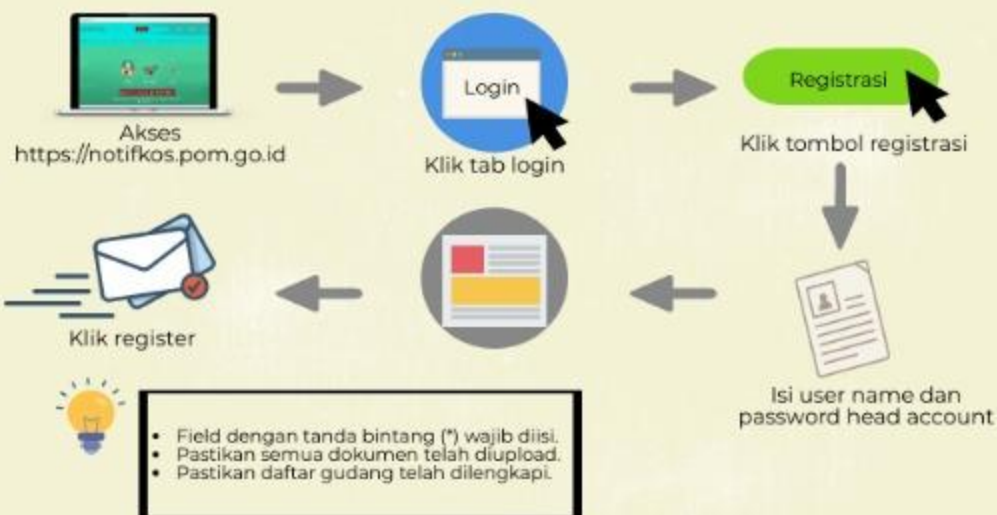 Akses
https://notifkos.pom.go.id
Login
Klik tab login
Registrasi
Klik tombol registrasi
Isi user name dan
password head account
Klik register
• Field dengan tanda bintang (*) wajib diisi.
• Pastikan semua dokumen telah diupload.
• Pastikan daftar gudang telah dilengkapi.